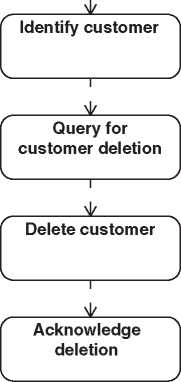 Identify customer
Query for
customer deletion
Delete customer
Acknowledge
deletion